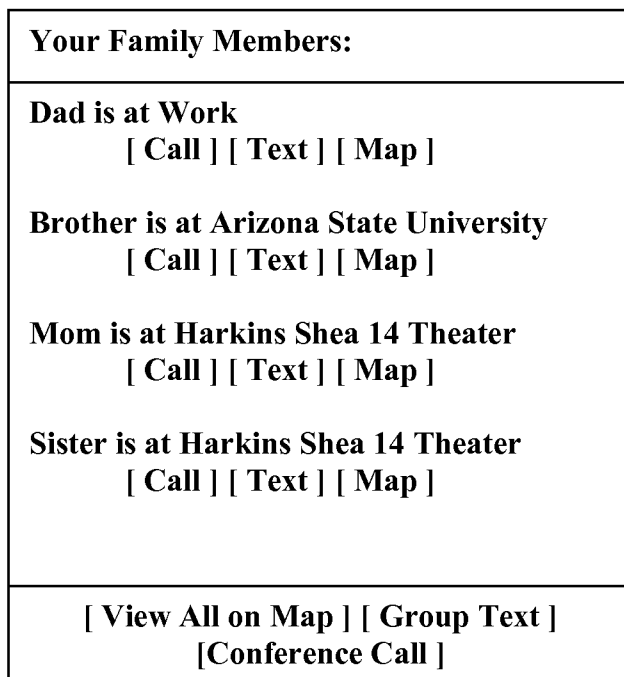 Your Family Members:
Dad is at Work
[ Call ] [ Text ] [ Map ]
Brother is at Arizona State University
[ Call ] [ Text ] [ Map ]
Mom is at Harkins Shea 14 Theater
[ Call ] [ Text ] [ Map ]
Sister is at Harkins Shea 14 Theater
[ Call ] [ Text ] [ Map ]
[ View All on Map ] [ Group Text ]
[Conference Call ]